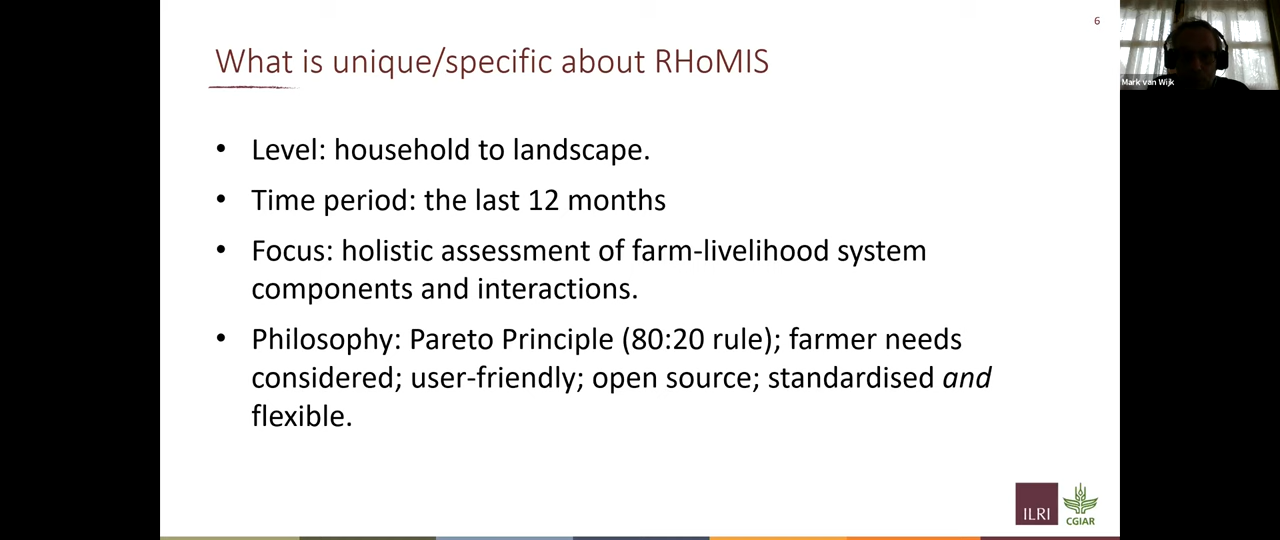 6
What is unique/specific about RHoMIS
Mark van Wijk
• Level: household to landscape.
• Time period: the last 12 months
• Focus: holistic assessment of farm-livelihood system
components and interactions.
• Philosophy: Pareto Principle (80:20 rule); farmer needs
considered; user-friendly; open source; standardised and
flexible.
ILRI
CGIAR